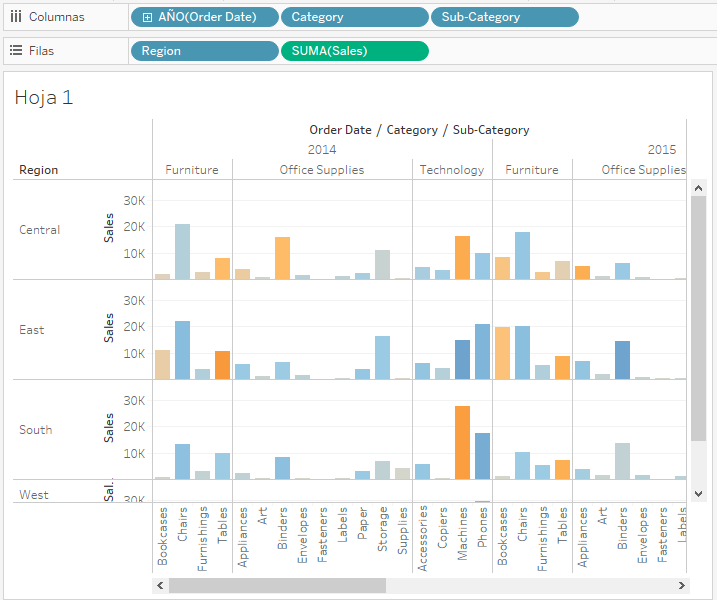 Columnas AÑO(Order Date) Category Sub-Category
Filas Region SUMA(Sales)
Hoja 1
Order Date / Category / Sub-Category
2014 2015
Region Furniture Office Supplies Technology Furniture Office Supplies
Central Sales 30K
20K
10K
East Sales 30K
20K
10K
South Sales 30K
20K
10K
West Sal.. 30K
Bookcases Chairs Furnishings Tables Appliances Art Binders Envelopes Fasteners Labels Paper Storage Supplies Accessories Copiers Machines Phones Bookcases Chairs Furnishings Tables Appliances Art Binders Envelopes Fasteners Labels